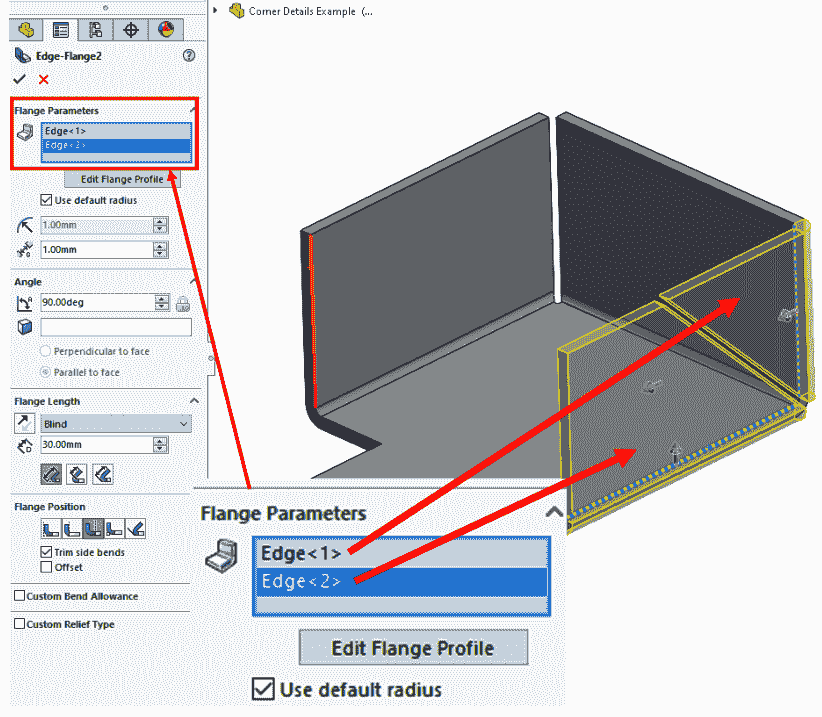 Corner Details Example (...
Edge-Flange2
Flange Parameters
Edge<1>
Edge<2>
Edit Flange Profile
Use default radius
1.00mm
1.00mm
Angle
90.00deg
Perpendicular to face
Parallel to face
Flange Length
Blind
30.00mm
Flange Position
Trim side bends
Offset
Custom Bend Allowance
Custom Relief Type
Flange Parameters
Edge<1>
Edge<2>
Edit Flange Profile
Use default radius